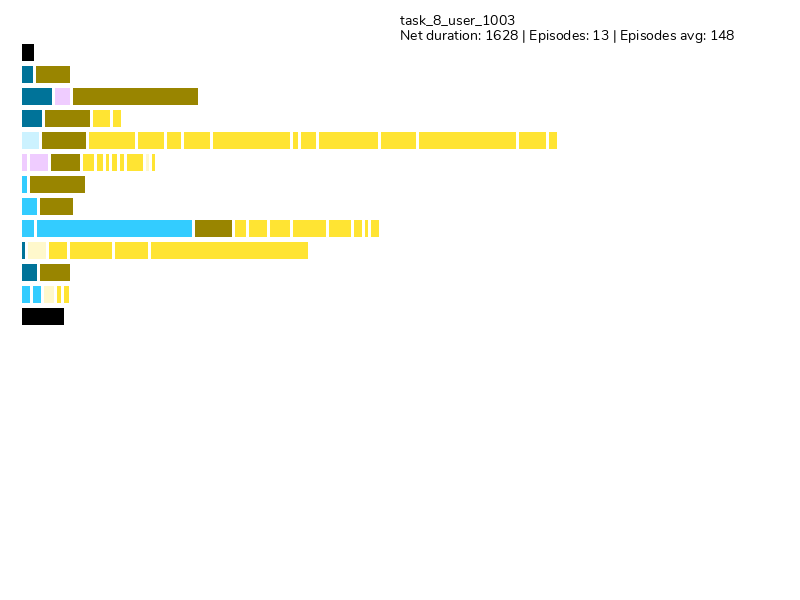 task_8_user_1003
Net duration: 1628 | Episodes: 13 | Episodes avg: 148